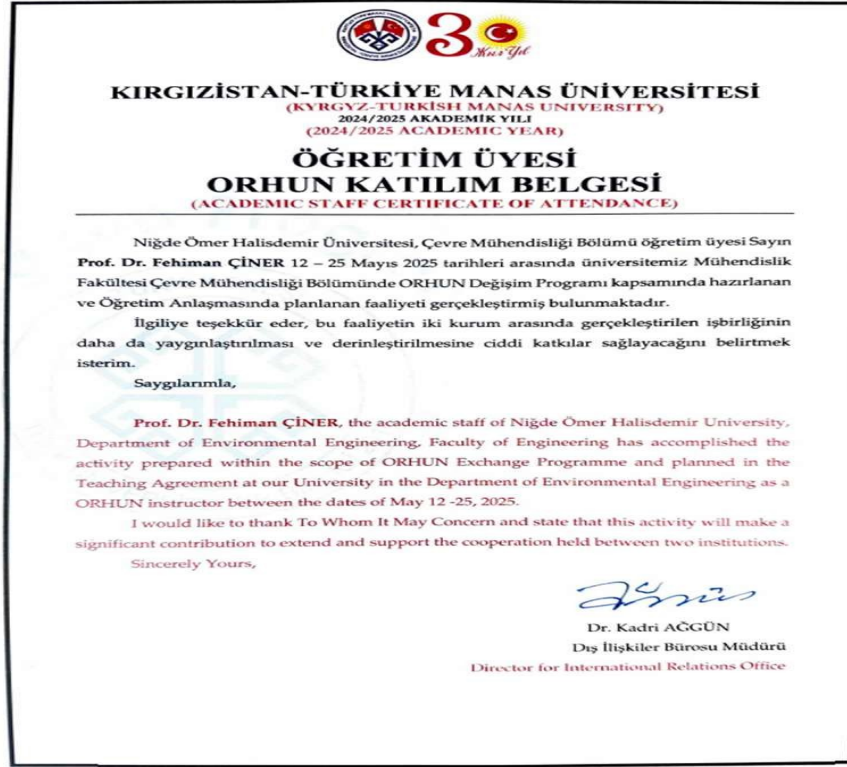 30
Жыл Yıl
KIRGIZİSTAN-TÜRKİYE MANAS ÜNİVERSİTESİ
(KYRGYZ-TURKISH MANAS UNIVERSITY)
2024/2025 AKADEMİK YILI
(2024/2025 ACADEMIC YEAR)
ÖĞRETİM ÜYESİ
ORHUN KATILIM BELGESİ
(ACADEMIC STAFF CERTIFICATE OF ATTENDANCE)
Niğde Ömer Halisdemir Üniversitesi, Çevre Mühendisliği Bölümü öğretim üyesi Sayın
Prof. Dr. Fehiman ÇİNER 12 – 25 Mayıs 2025 tarihleri arasında üniversitemiz Mühendislik
Fakültesi Çevre Mühendisliği Bölümünde ORHUN Değişim Programı kapsamında hazırlanan
ve Öğretim Anlaşmasında planlanan faaliyeti gerçekleştirmiş bulunmaktadır.
İlgiliye teşekkür eder, bu faaliyetin iki kurum arasında gerçekleştirilen işbirliğinin
daha da yaygınlaştırılması ve derinleştirilmesine ciddi katkılar sağlayacağını belirtmek
isterim.
Saygılarımla,
Prof. Dr. Fehiman ÇİNER, the academic staff of Niğde Ömer Halisdemir University,
Department of Environmental Engineering, Faculty of Engineering has accomplished the
activity prepared within the scope of ORHUN Exchange Programme and planned in the
Teaching Agreement at our University in the Department of Environmental Engineering as a
ORHUN instructor between the dates of May 12 -25, 2025.
I would like to thank To Whom It May Concern and state that this activity will make a
significant contribution to extend and support the cooperation held between two institutions.
Sincerely Yours,
Dr. Kadri AĞGÜN
Dış İlişkiler Bürosu Müdürü
Director for International Relations Office